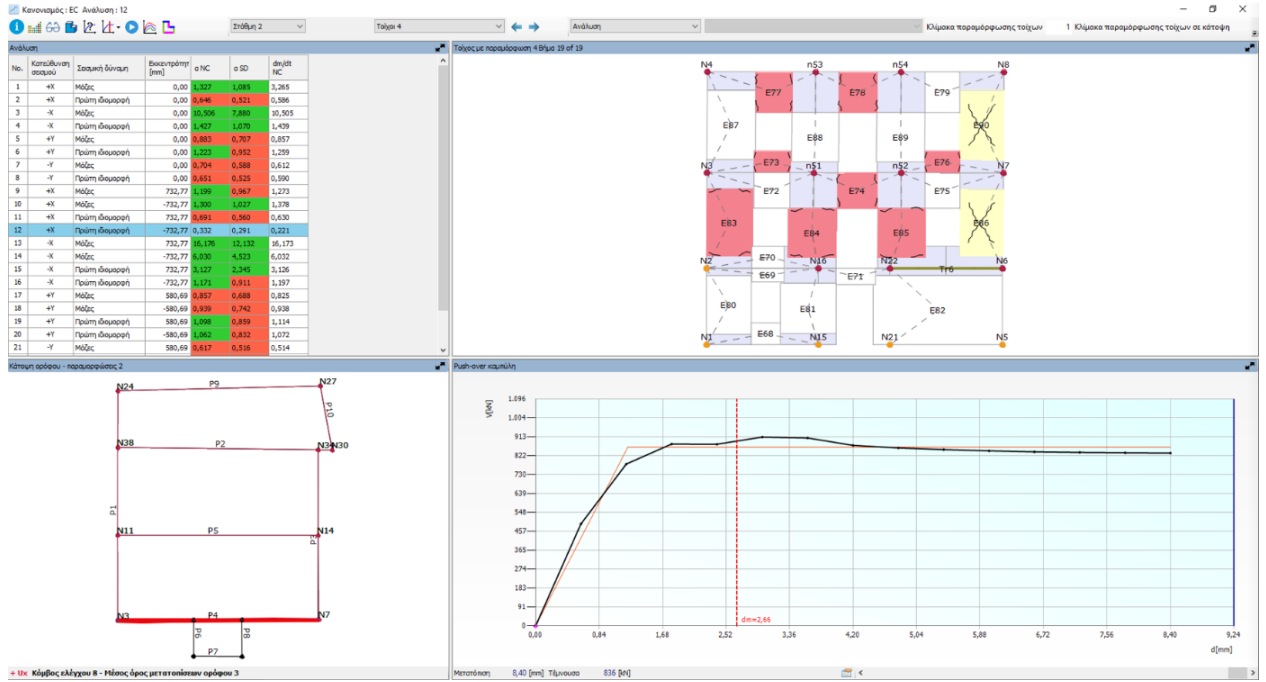 Κανονισμός : EC Ανάλυση : 12
Στάθμη 2
Τοίχοι 4
Ανάλυση
Κλίμακα παραμόρφωσης τοίχων
1
Κλίμακα παραμόρφωσης τοίχων σε κάτοψη
Ανάλυση
No. Κατεύθυνση σεισμού Σεισμική δύναμη Εκκεντρότητ [mm] α NC α SD dm/dt NC
1 +X Μάζες 0,00 1,327 1,085 3,265
2 +X Πρώτη ιδιομορφή 0,00 0,646 0,521 0,586
3 -X Μάζες 0,00 10,506 7,880 10,505
4 -X Πρώτη ιδιομορφή 0,00 1,427 1,070 1,439
5 +Y Μάζες 0,00 0,883 0,707 0,857
6 +Y Πρώτη ιδιομορφή 0,00 1,223 0,952 1,259
7 -Y Μάζες 0,00 0,704 0,588 0,612
8 -Y Πρώτη ιδιομορφή 0,00 0,651 0,525 0,590
9 +X Μάζες 732,77 1,199 0,967 1,273
10 +X Μάζες -732,77 1,300 1,027 1,378
11 +X Πρώτη ιδιομορφή 732,77 0,691 0,560 0,630
12 +X Πρώτη ιδιομορφή -732,77 0,332 0,291 0,221
13 -X Μάζες 732,77 16,176 12,132 16,173
14 -X Μάζες -732,77 6,030 4,523 6,032
15 -X Πρώτη ιδιομορφή 732,77 3,127 2,345 3,126
16 -X Πρώτη ιδιομορφή -732,77 1,171 0,911 1,197
17 +Y Μάζες 580,69 0,857 0,688 0,825
18 +Y Μάζες -580,69 0,939 0,742 0,938
19 +Y Πρώτη ιδιομορφή 580,69 1,098 0,859 1,114
20 +Y Πρώτη ιδιομορφή -580,69 1,062 0,832 1,072
21 -Y Μάζες 580,69 0,617 0,516 0,514
Τοίχος με παραμόρφωση 4 Βήμα 19 of 19
N4 n53 n54 N8
E77 E78 E79
E87 E88 E89 E90
N3 E73 n51 n52 E76 N7
E72 E74 E75
E83 E84 E85 E86
N2 E70 N16 N22 N6
E69 E71 Tr6
E80 E81 E82
N1 E68 N15 N21 N5
Κάτοψη ορόφου - παραμορφώσεις 2
N24 P9 N27
P10
N38 P2 N34 N30
P1
N11 P5 N14
P3
N3 P4 N7
P6 P8
P7
+ Ux Κόμβος ελέγχου 8 - Μέσος όρος μετατοπίσεων ορόφου 3
Push-over καμπύλη
V[kN]
1.096
1.004
913
822
730
639
548
457
365
274
183
91
0
dm=2,66
0,00 0,84 1,68 2,52 3,36 4,20 5,04 5,88 6,72 7,56 8,40 9,24
d[mm]
Μετατόπιση 8,40 [mm] Τέμνουσα 836 [kN]